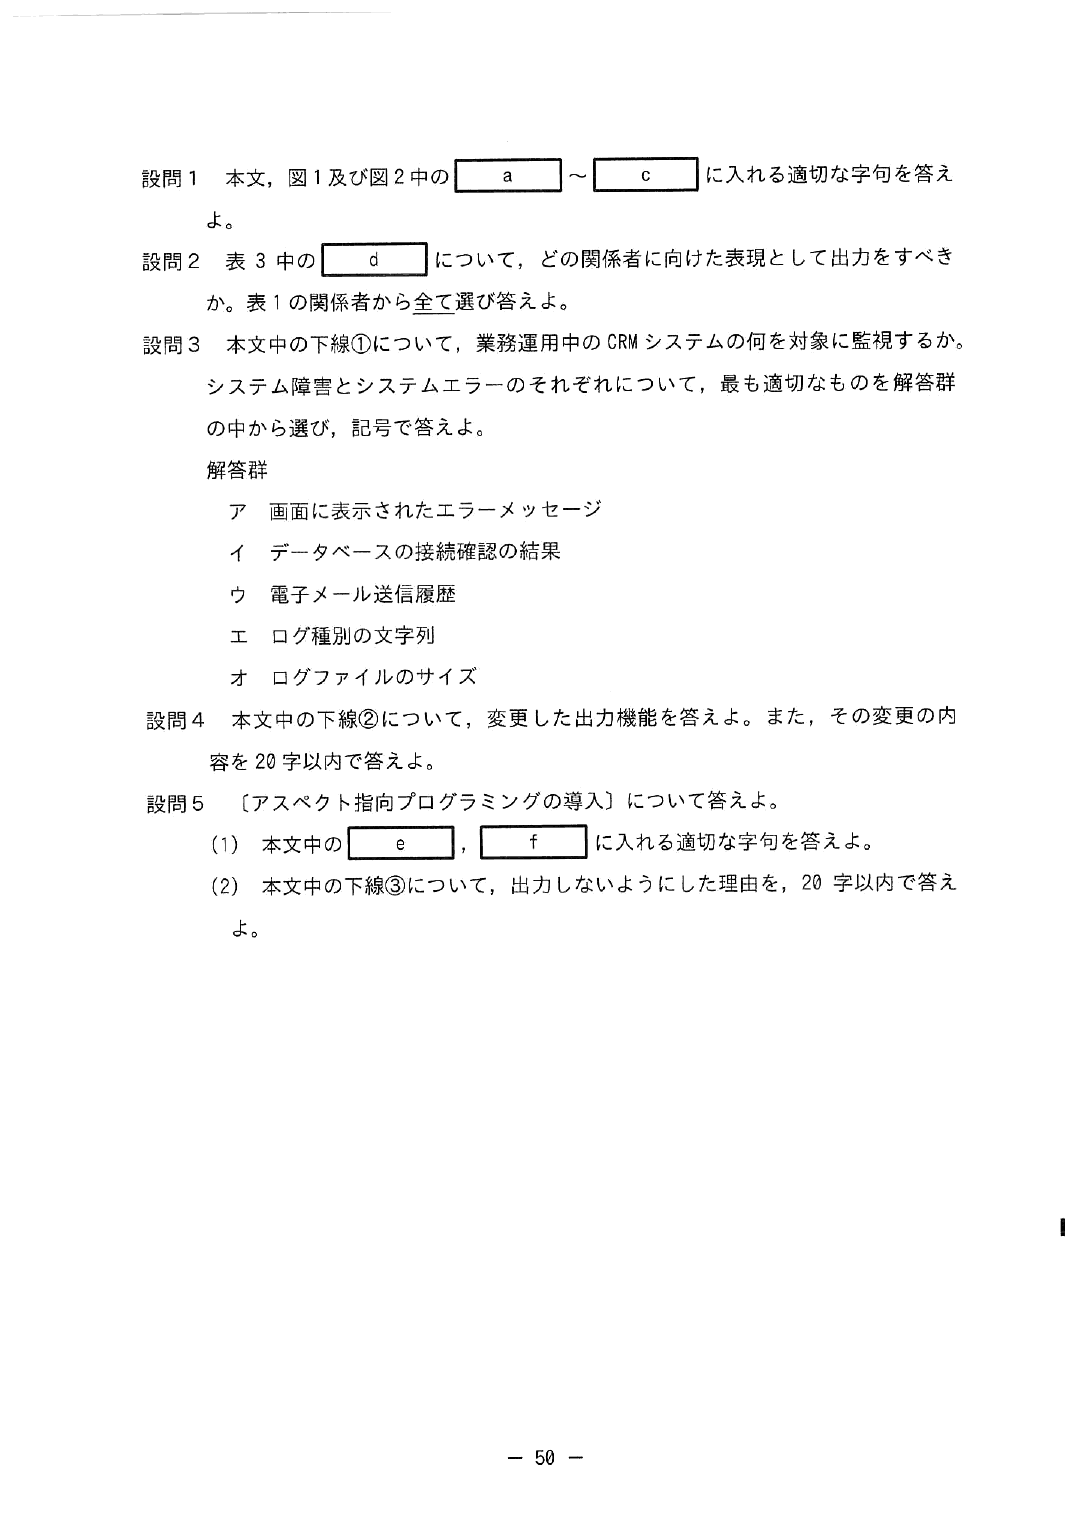 設問1 本文，図1及び図2中の a ～ c に入れる適切な字句を答え
よ。
設問2 表3中の d について，どの関係者に向けた表現として出力をすべき
か。表1の関係者から全て選び答えよ。
設問3 本文中の下線①について，業務運用中のCRMシステムの何を対象に監視するか。
システム障害とシステムエラーのそれぞれについて，最も適切なものを解答群
の中から選び，記号で答えよ。
解答群
ア 画面に表示されたエラーメッセージ
イ データベースの接続確認の結果
ウ 電子メール送信履歴
エ ログ種別の文字列
オ ログファイルのサイズ
設問4 本文中の下線②について，変更した出力機能を答えよ。また，その変更の内
容を20字以内で答えよ。
設問5 〔アスペクト指向プログラミングの導入〕について答えよ。
(1) 本文中の e ， f に入れる適切な字句を答えよ。
(2) 本文中の下線③について，出力しないようにした理由を，20字以内で答え
よ。
－ 50 －